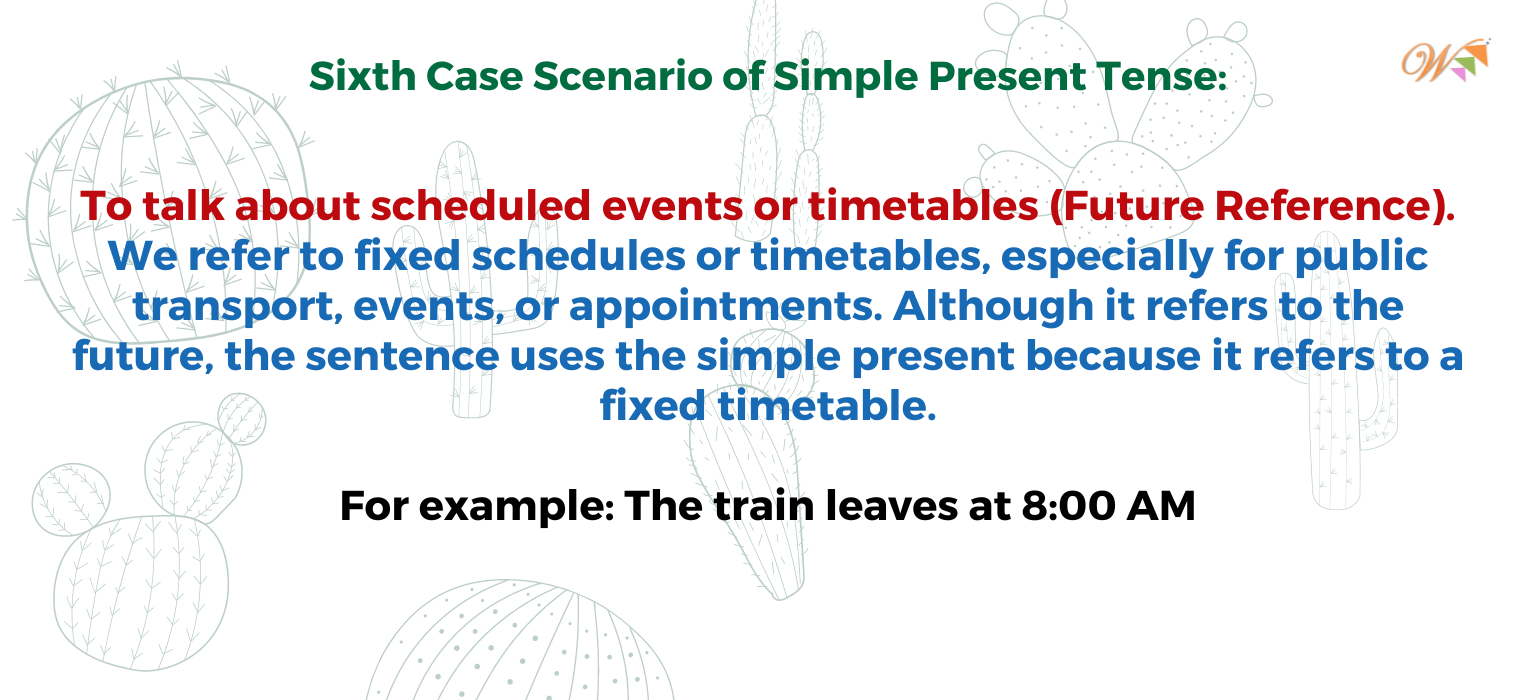 Sixth Case Scenario of Simple Present Tense:
W
To talk about scheduled events or timetables (Future Reference).
We refer to fixed schedules or timetables, especially for public
transport, events, or appointments. Although it refers to the
future, the sentence uses the simple present because it refers to a
fixed timetable.
For example: The train leaves at 8:00 AM